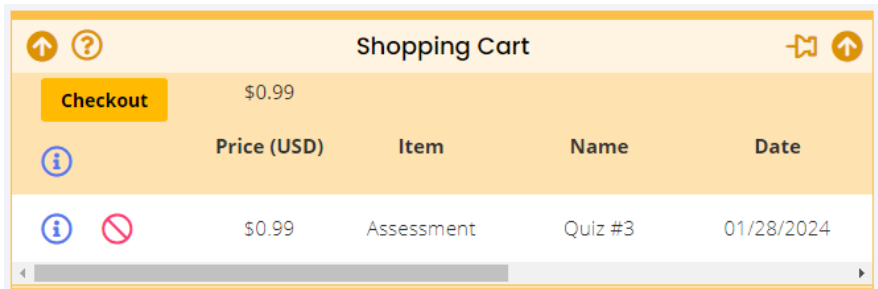 Shopping Cart
Checkout $0.99
Price (USD) Item Name Date
$0.99 Assessment Quiz #3 01/28/2024